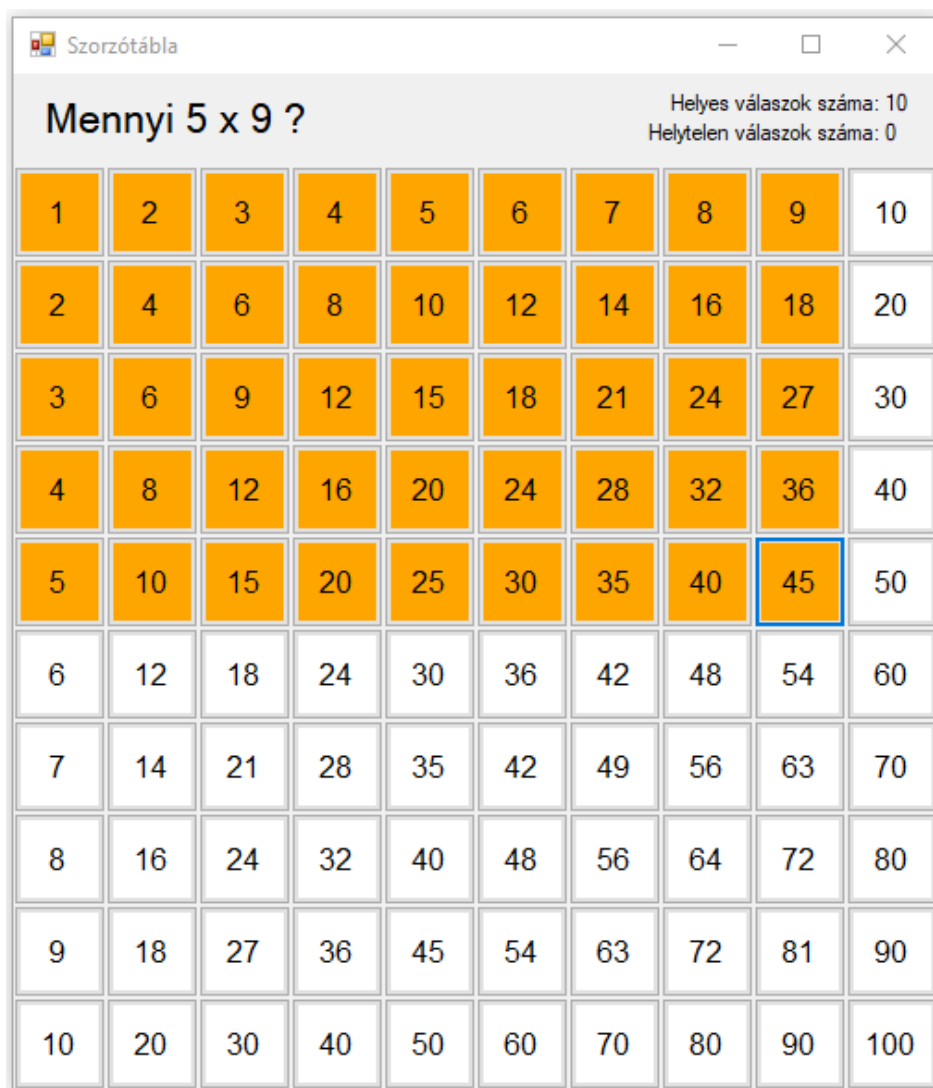 Szorzótábla
Mennyi 5 x 9 ?
Helyes válaszok száma: 10
Helytelen válaszok száma: 0
1 2 3 4 5 6 7 8 9 10
2 4 6 8 10 12 14 16 18 20
3 6 9 12 15 18 21 24 27 30
4 8 12 16 20 24 28 32 36 40
5 10 15 20 25 30 35 40 45 50
6 12 18 24 30 36 42 48 54 60
7 14 21 28 35 42 49 56 63 70
8 16 24 32 40 48 56 64 72 80
9 18 27 36 45 54 63 72 81 90
10 20 30 40 50 60 70 80 90 100